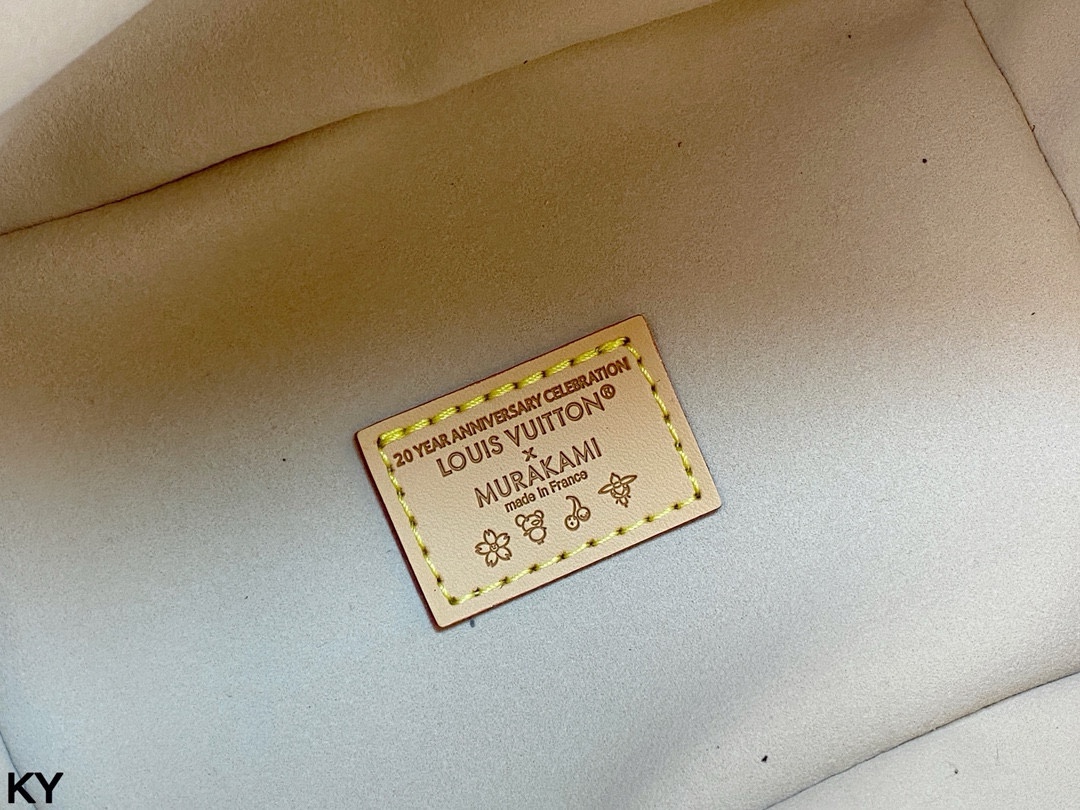 20 YEAR ANNIVERSARY CELEBRATION
LOUIS VUITTON®
X
MURAKAMI
made in France
KY